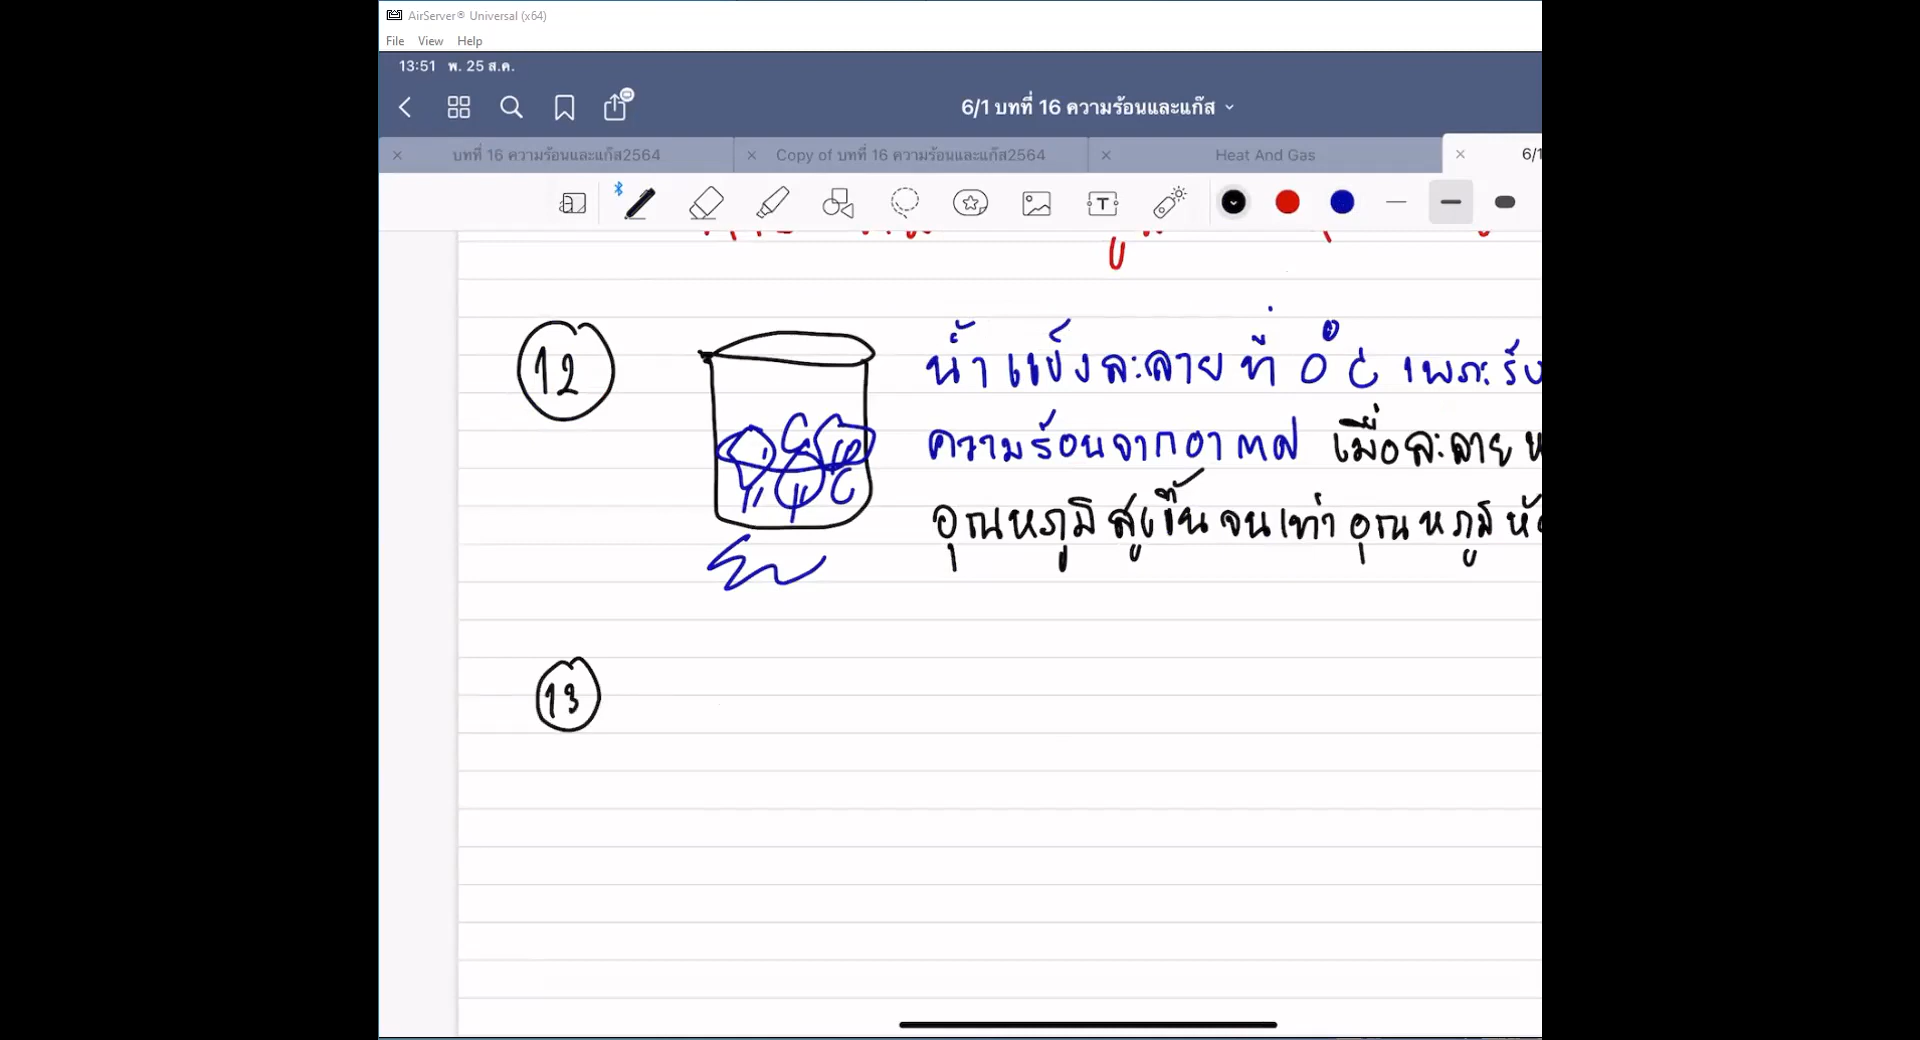 AirServer® Universal (x64)
File View Help
13:51 พ. 25 ส.ค.
6/1 บทที่ 16 ความร้อนและแก๊ส
บทที่ 16 ความร้อนและแก๊ส2564 Copy of บทที่ 16 ความร้อนและแก๊ส2564 Heat And Gas 6/1
12 น้ำแข็งละลายที่ 0°C เพราะรับ
ความร้อนจากอากาศ เมื่อละลาย
อุณหภูมิสูงขึ้นจนเท่าอุณหภูมิ
13